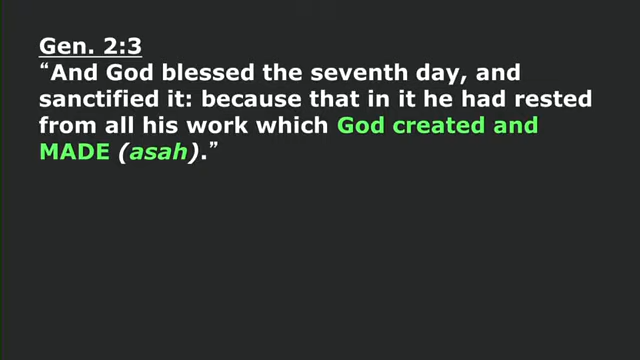 Gen. 2:3
“And God blessed the seventh day, and
sanctified it: because that in it he had rested
from all his work which God created and
MADE (asah).”